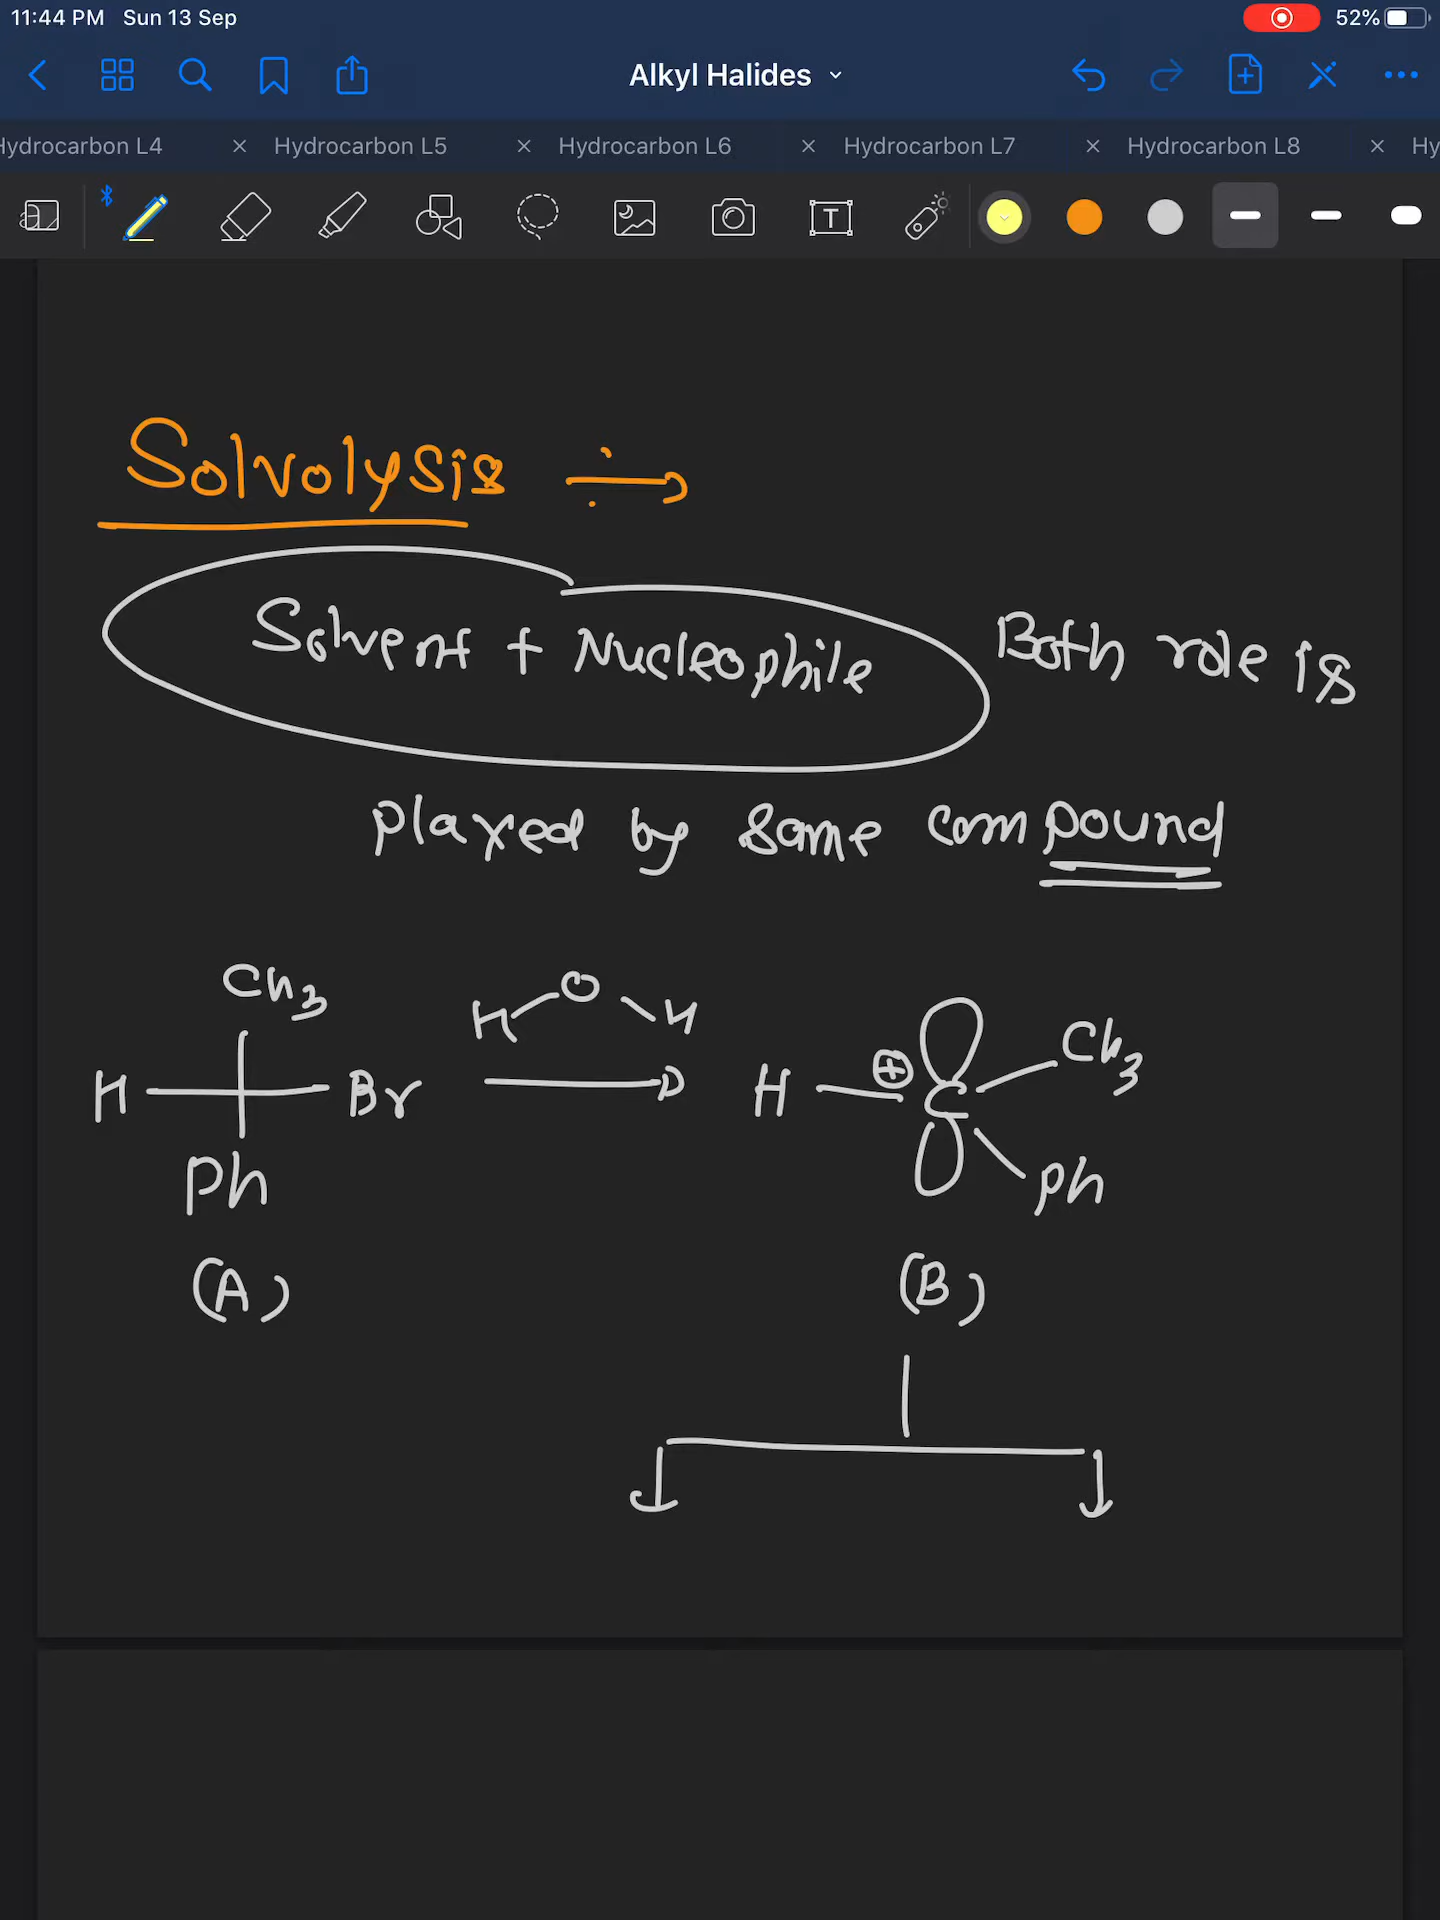 11:44 PM Sun 13 Sep
52%
Alkyl Halides
Hydrocarbon L4 × Hydrocarbon L5 × Hydrocarbon L6 × Hydrocarbon L7 × Hydrocarbon L8 × Hy
a T
Solvolysis
Solvent + Nucleophile Both role is
played by same compound
CH3 H O H
H Br H ⊕ C CH3
Ph Ph
(A) (B)